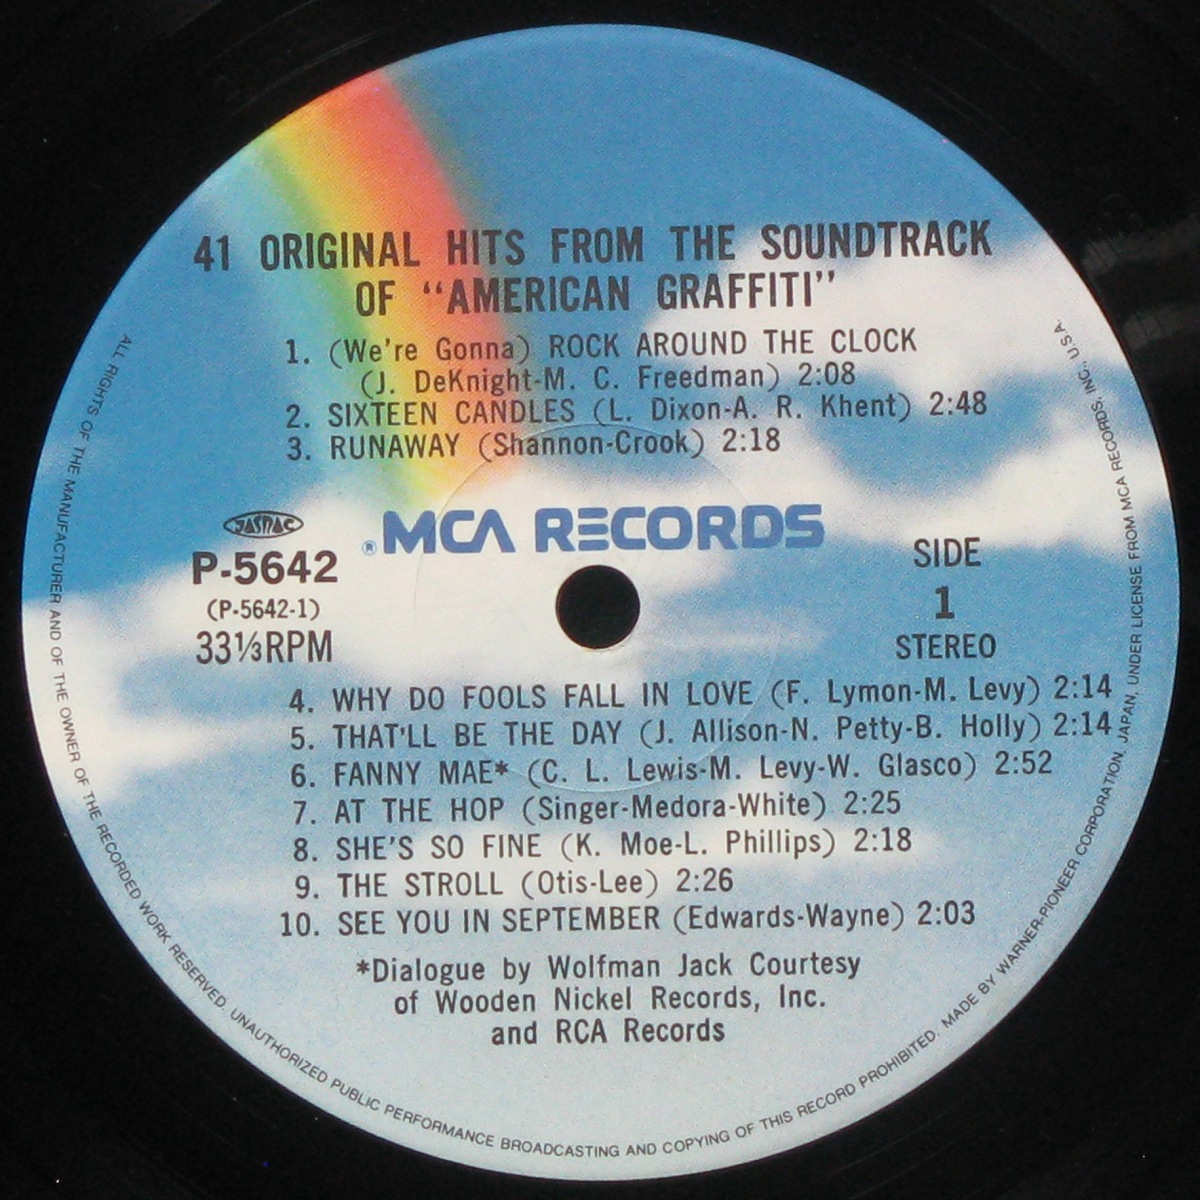 41 ORIGINAL HITS FROM THE SOUNDTRACK
OF “AMERICAN GRAFFITI”
1. (We're Gonna) ROCK AROUND THE CLOCK
(J. DeKnight-M. C. Freedman) 2:08
2. SIXTEEN CANDLES (L. Dixon-A. R. Khent) 2:48
3. RUNAWAY (Shannon-Crook) 2:18
JASRAC
P-5642
(P-5642-1)
33⅓RPM
®MCA RECORDS
SIDE
1
STEREO
4. WHY DO FOOLS FALL IN LOVE (F. Lymon-M. Levy) 2:14
5. THAT'LL BE THE DAY (J. Allison-N. Petty-B. Holly) 2:14
6. FANNY MAE* (C. L. Lewis-M. Levy-W. Glasco) 2:52
7. AT THE HOP (Singer-Medora-White) 2:25
8. SHE'S SO FINE (K. Moe-L. Phillips) 2:18
9. THE STROLL (Otis-Lee) 2:26
10. SEE YOU IN SEPTEMBER (Edwards-Wayne) 2:03
*Dialogue by Wolfman Jack Courtesy
of Wooden Nickel Records, Inc.
and RCA Records
ALL RIGHTS OF THE MANUFACTURER AND OF THE OWNER OF THE RECORDED WORK RESERVED. UNAUTHORIZED PUBLIC PERFORMANCE BROADCASTING AND COPYING OF THIS RECORD PROHIBITED. MADE BY WARNER-PIONEER CORPORATION, JAPAN, UNDER LICENSE FROM MCA RECORDS, INC., U.S.A.